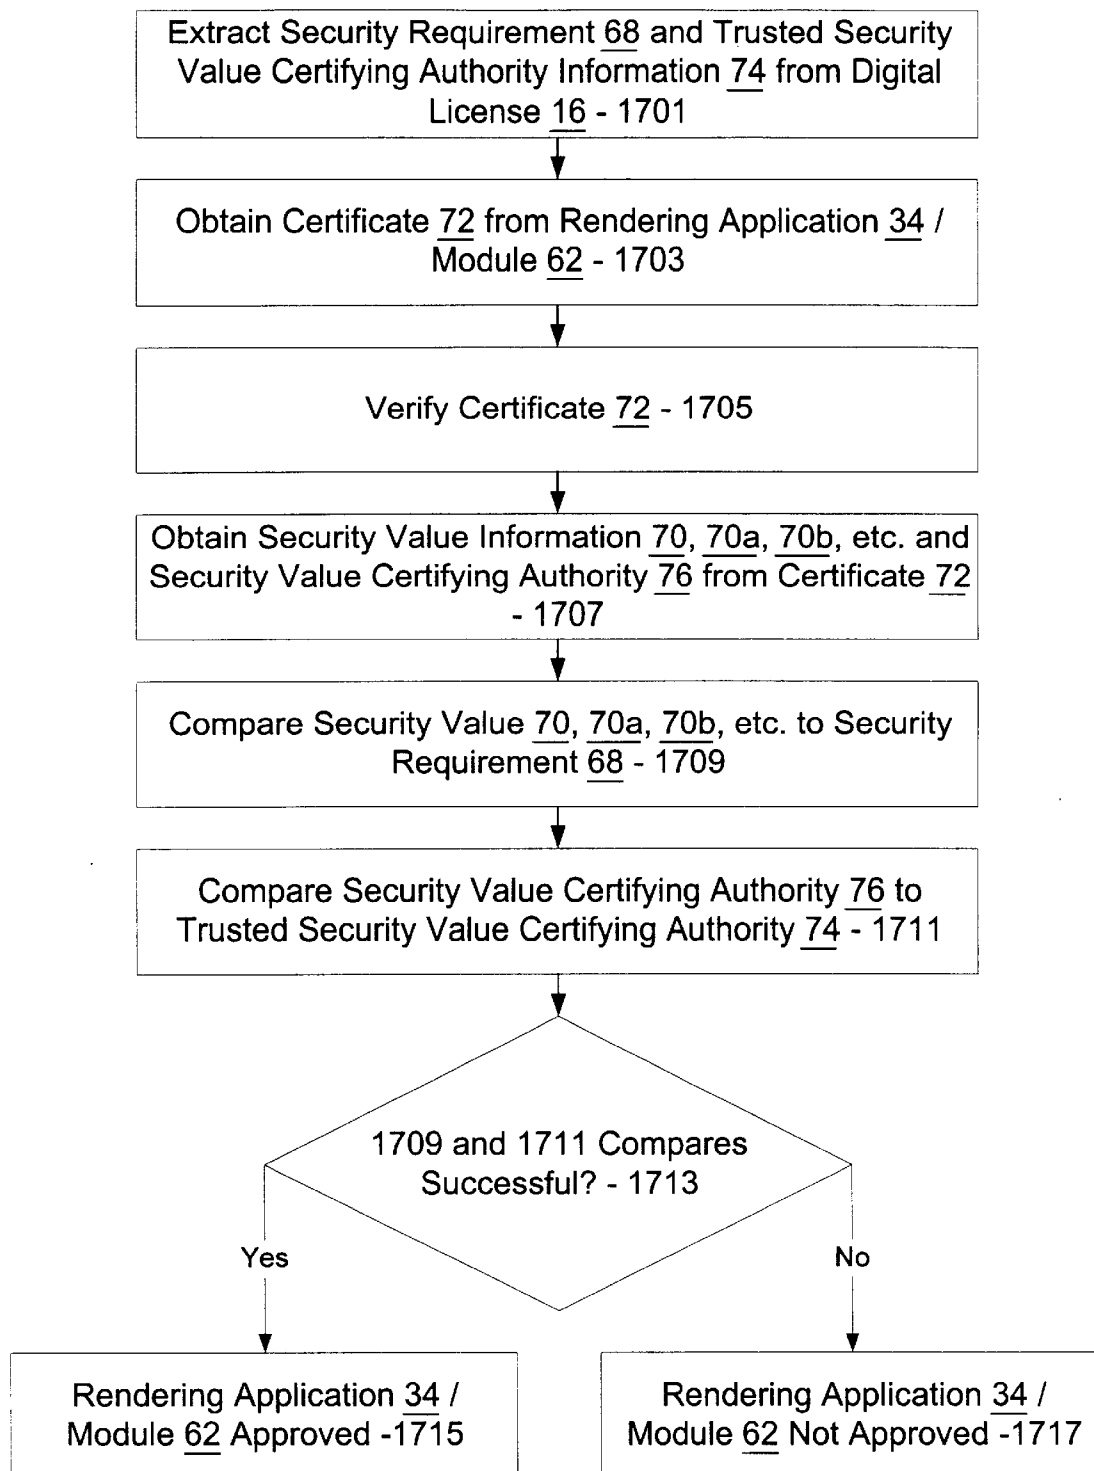 Extract Security Requirement 68 and Trusted Security
Value Certifying Authority Information 74 from Digital
License 16 - 1701
Obtain Certificate 72 from Rendering Application 34 /
Module 62 - 1703
Verify Certificate 72 - 1705
Obtain Security Value Information 70, 70a, 70b, etc. and
Security Value Certifying Authority 76 from Certificate 72
- 1707
Compare Security Value 70, 70a, 70b, etc. to Security
Requirement 68 - 1709
Compare Security Value Certifying Authority 76 to
Trusted Security Value Certifying Authority 74 - 1711
1709 and 1711 Compares
Successful? - 1713
Yes
No
Rendering Application 34 /
Module 62 Approved -1715
Rendering Application 34 /
Module 62 Not Approved -1717